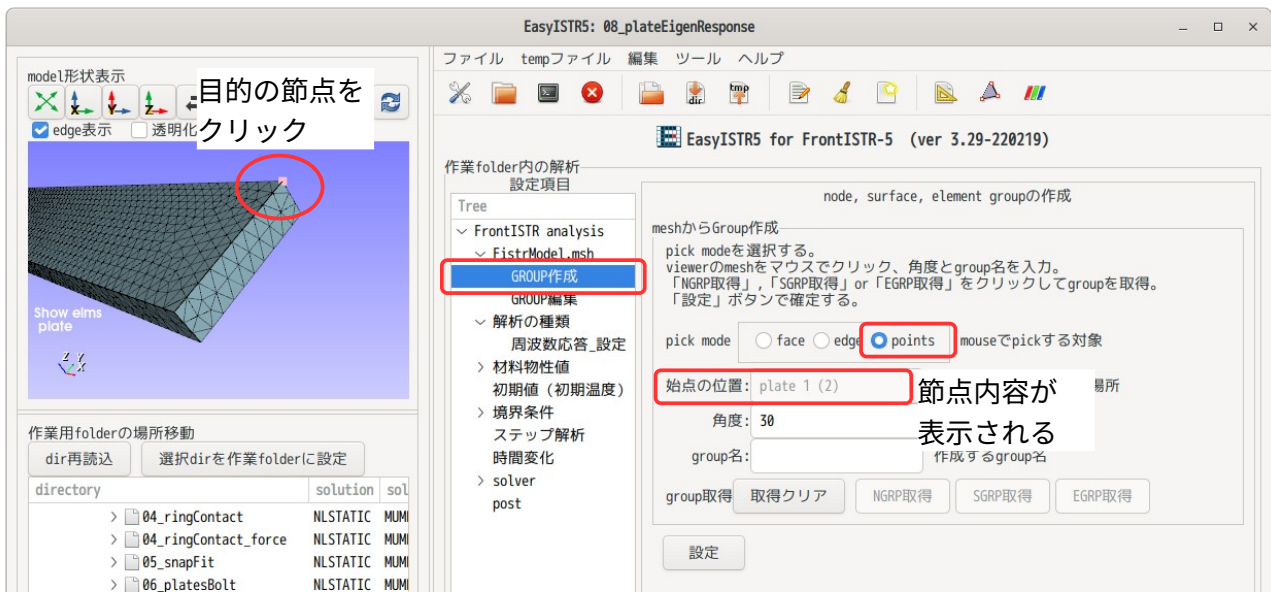 EasyISTR5: 08_plateEigenResponse
model形状表示
目的の節点を
クリック
edge表示 透明化
Show elms
plate
Z Y
X
作業用folderの場所移動
dir再読込 選択dirを作業folderに設定
directory solution sol
04_ringContact NLSTATIC MUM
04_ringContact_force NLSTATIC MUM
05_snapFit NLSTATIC MUM
06_platesBolt NLSTATIC MUM
ファイル tempファイル 編集 ツール ヘルプ
dir tmp
EasyISTR5 for FrontISTR-5 (ver 3.29-220219)
作業folder内の解析
設定項目
Tree
FrontISTR analysis
FistrModel.msh
GROUP作成
GROUP編集
解析の種類
周波数応答_設定
材料物性値
初期値（初期温度）
境界条件
ステップ解析
時間変化
solver
post
node, surface, element groupの作成
meshからGroup作成
pick modeを選択する。
viewerのmeshをマウスでクリック、角度とgroup名を入力。
「NGRP取得」,「SGRP取得」or「EGRP取得」をクリックしてgroupを取得。
「設定」ボタンで確定する。
pick mode face edge points mouseでpickする対象
始点の位置: plate 1 (2) 場所
節点内容が
表示される
角度: 30
group名: 作成するgroup名
group取得 取得クリア NGRP取得 SGRP取得 EGRP取得
設定